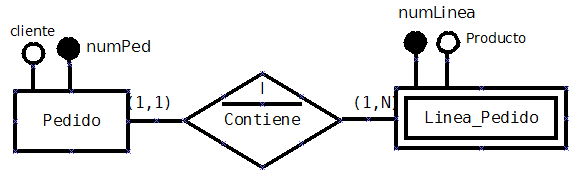 numLinea
cliente
Producto
numPed
(1,1)
I
(1,N)
Pedido
Contiene
Linea_Pedido